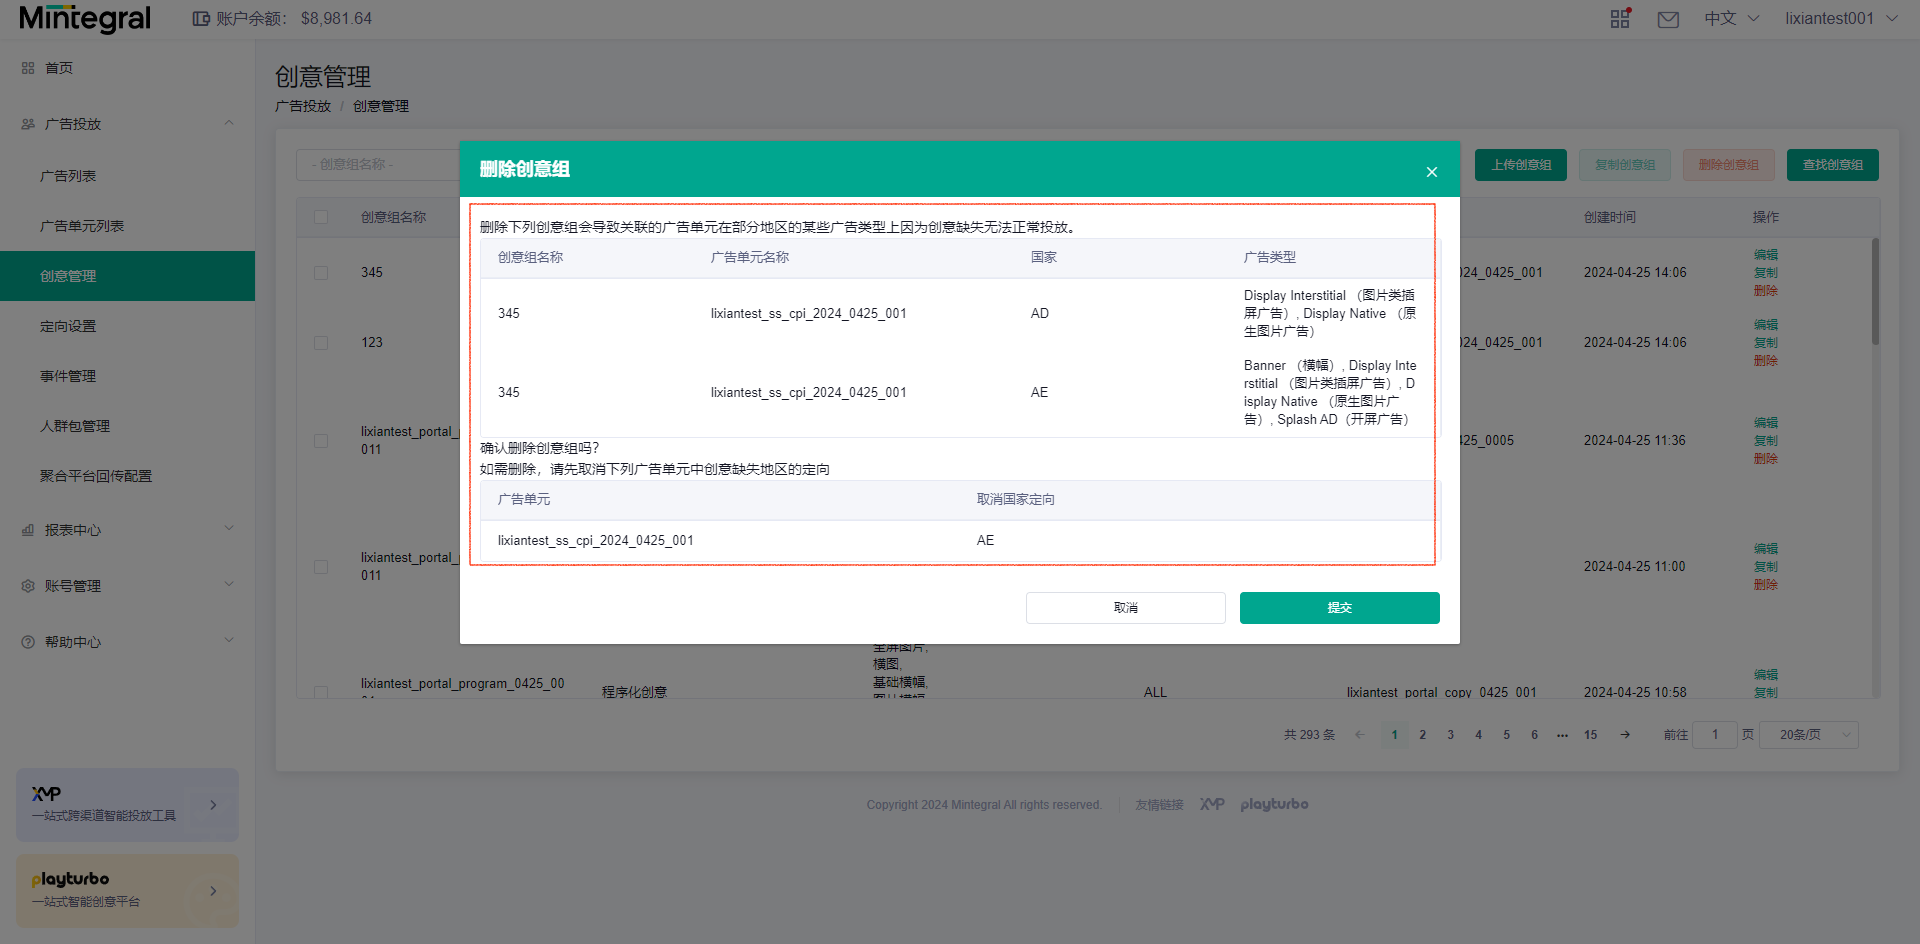 Mintegral
账户余额： $8,981.64
中文
lixiantest001
首页
广告投放
广告列表
广告单元列表
创意管理
定向设置
事件管理
人群包管理
聚合平台回传配置
报表中心
账号管理
帮助中心
XMP
一站式跨渠道智能投放工具
playturbo
一站式智能创意平台
创意管理
广告投放 / 创意管理
- 创意组名称 -
上传创意组
复制创意组
删除创意组
查找创意组
创意组名称
创建时间
操作
345
24_0425_001
2024-04-25 14:06
编辑
复制
删除
123
24_0425_001
2024-04-25 14:06
编辑
复制
删除
lixiantest_portal_
011
25_0005
2024-04-25 11:36
编辑
复制
删除
lixiantest_portal_
011
2024-04-25 11:00
编辑
复制
删除
lixiantest_portal_program_0425_00
程序化创意
全屏图片,
横图,
基础横幅,
ALL
lixiantest_portal_copy_0425_001
2024-04-25 10:58
编辑
复制
删除创意组
删除下列创意组会导致关联的广告单元在部分地区的某些广告类型上因为创意缺失无法正常投放。
创意组名称 广告单元名称 国家 广告类型
345 lixiantest_ss_cpi_2024_0425_001 AD
Display Interstitial （图片类插
屏广告）, Display Native （原
生图片广告）
345 lixiantest_ss_cpi_2024_0425_001 AE
Banner （横幅）, Display Inte
rstitial （图片类插屏广告）, D
isplay Native （原生图片广
告）, Splash AD（开屏广告）
确认删除创意组吗？
如需删除，请先取消下列广告单元中创意缺失地区的定向
广告单元 取消国家定向
lixiantest_ss_cpi_2024_0425_001 AE
取消
提交
共 293 条 1 2 3 4 5 6 ••• 15 前往 1 页 20条/页
Copyright 2024 Mintegral All rights reserved. 友情链接 XMP playturbo